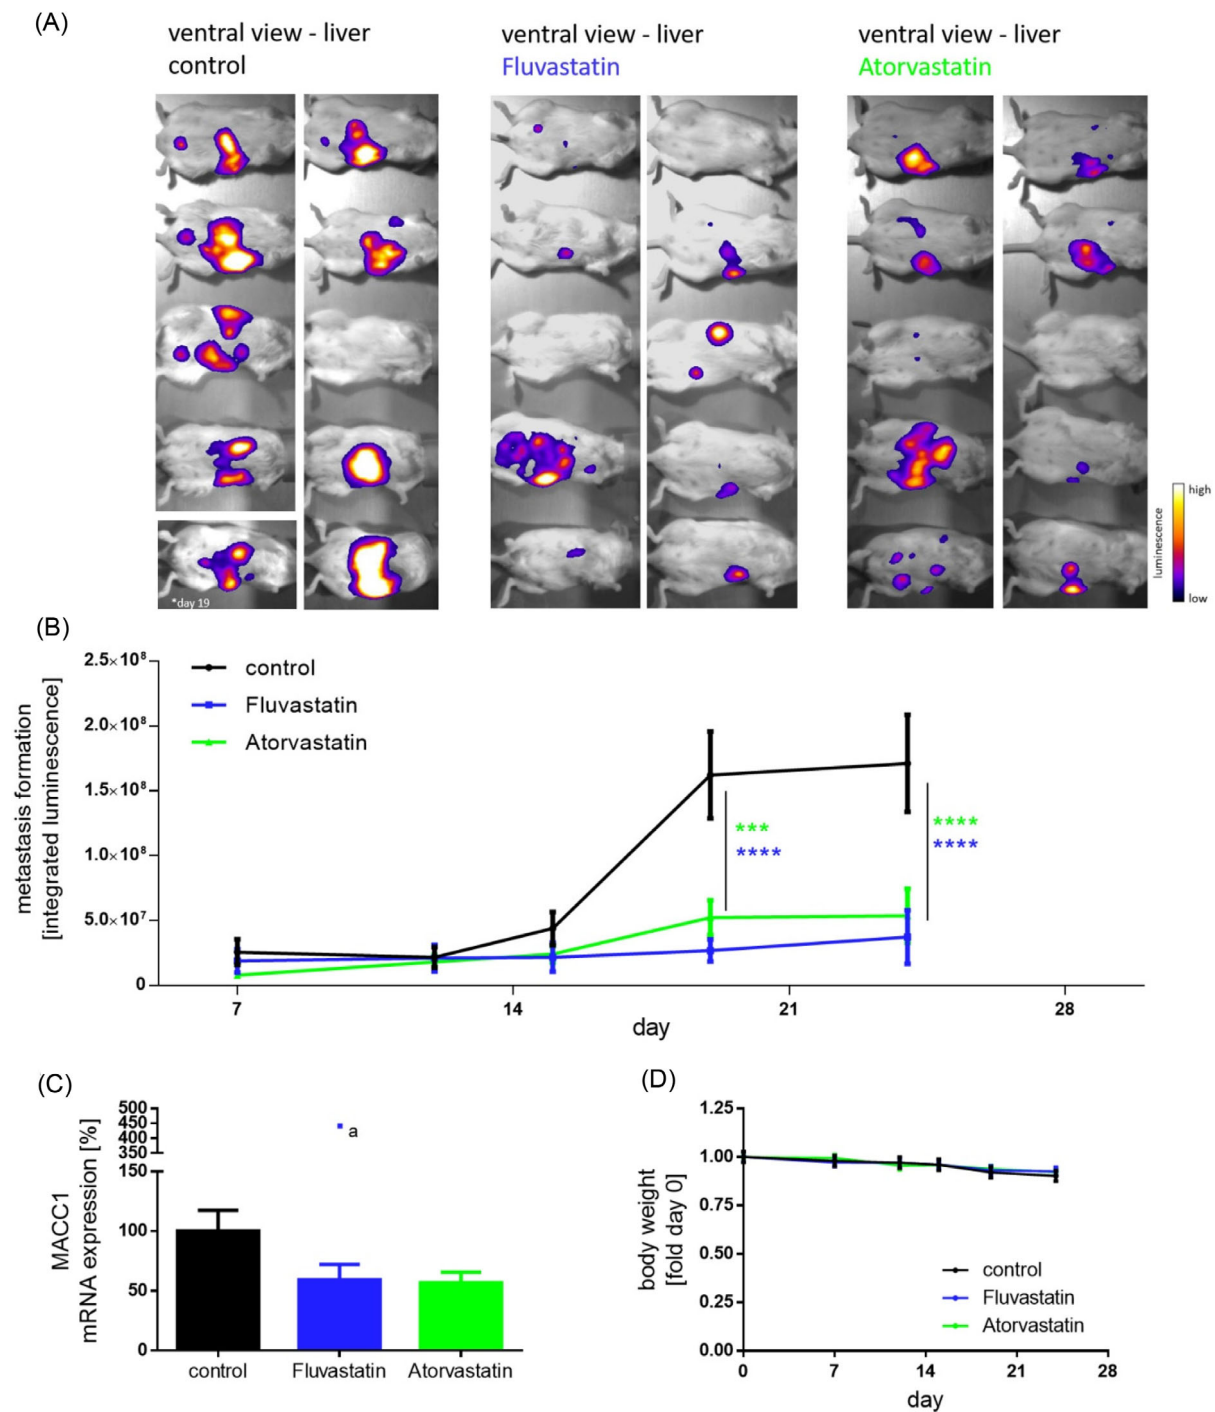 (A)
ventral view - liver
control
ventral view - liver
Fluvastatin
ventral view - liver
Atorvastatin
*day 19
high
luminescence
low
(B)
metastasis formation
[integrated luminescence]
2.5×10⁸
2.0×10⁸
1.5×10⁸
1.0×10⁸
5.0×10⁷
0
control
Fluvastatin
Atorvastatin
***
****
****
****
7 14 21 28
day
(C)
MACC1
mRNA expression [%]
500
450
400
350
150
100
50
0
a
control Fluvastatin Atorvastatin
(D)
body weight
[fold day 0]
1.25
1.00
0.75
0.50
0.25
0.00
control
Fluvastatin
Atorvastatin
0 7 14 21 28
day